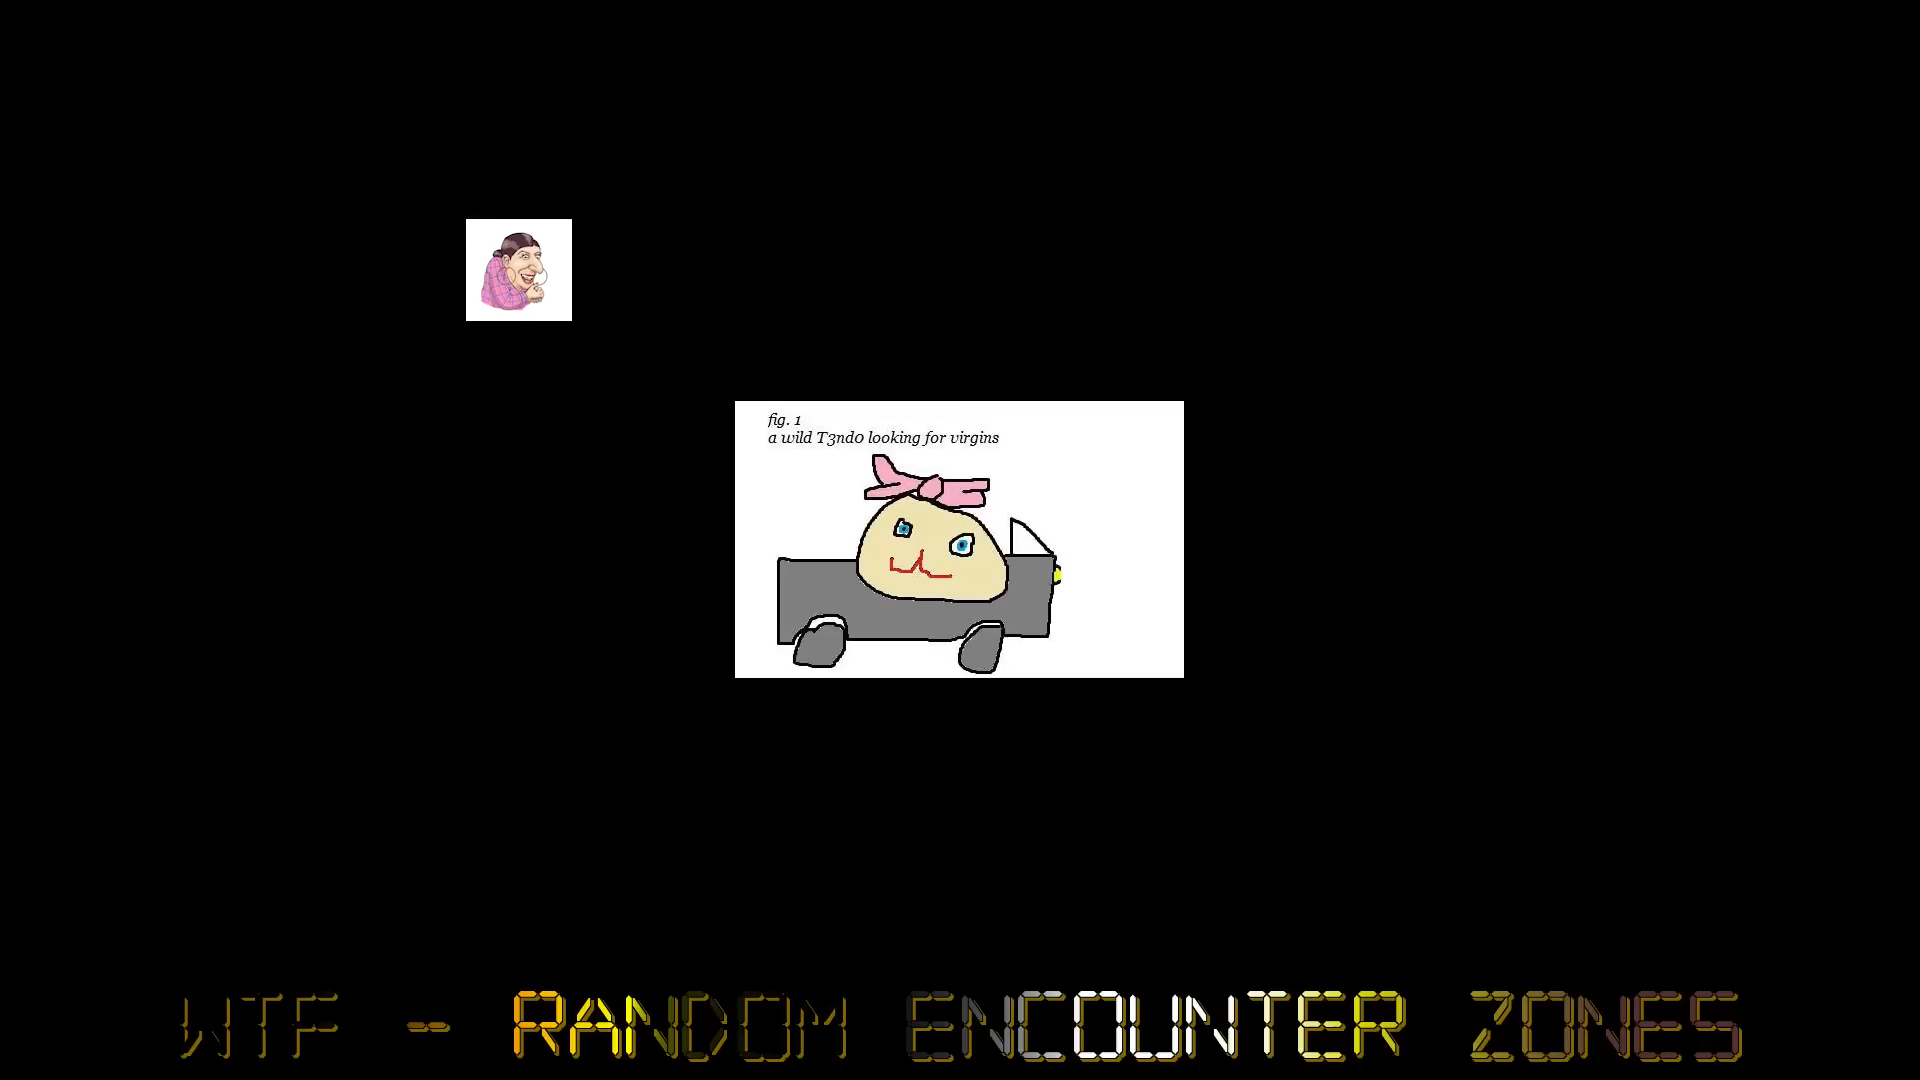 fig. 1
a wild T3nd0 looking for virgins
WTF - RANDOM ENCOUNTER ZONES